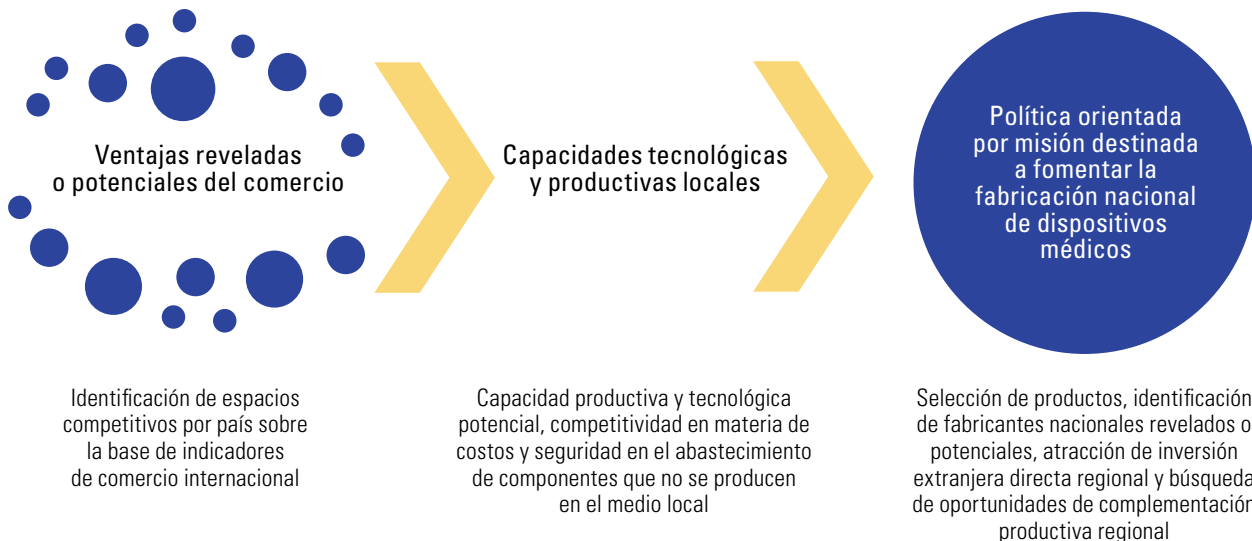 Ventajas reveladas
o potenciales del comercio
Identificación de espacios
competitivos por país sobre
la base de indicadores
de comercio internacional
Capacidades tecnológicas
y productivas locales
Capacidad productiva y tecnológica
potencial, competitividad en materia de
costos y seguridad en el abastecimiento
de componentes que no se producen
en el medio local
Política orientada
por misión destinada
a fomentar la
fabricación nacional
de dispositivos
médicos
Selección de productos, identificación
de fabricantes nacionales revelados o
potenciales, atracción de inversión
extranjera directa regional y búsqueda
de oportunidades de complementación
productiva regional